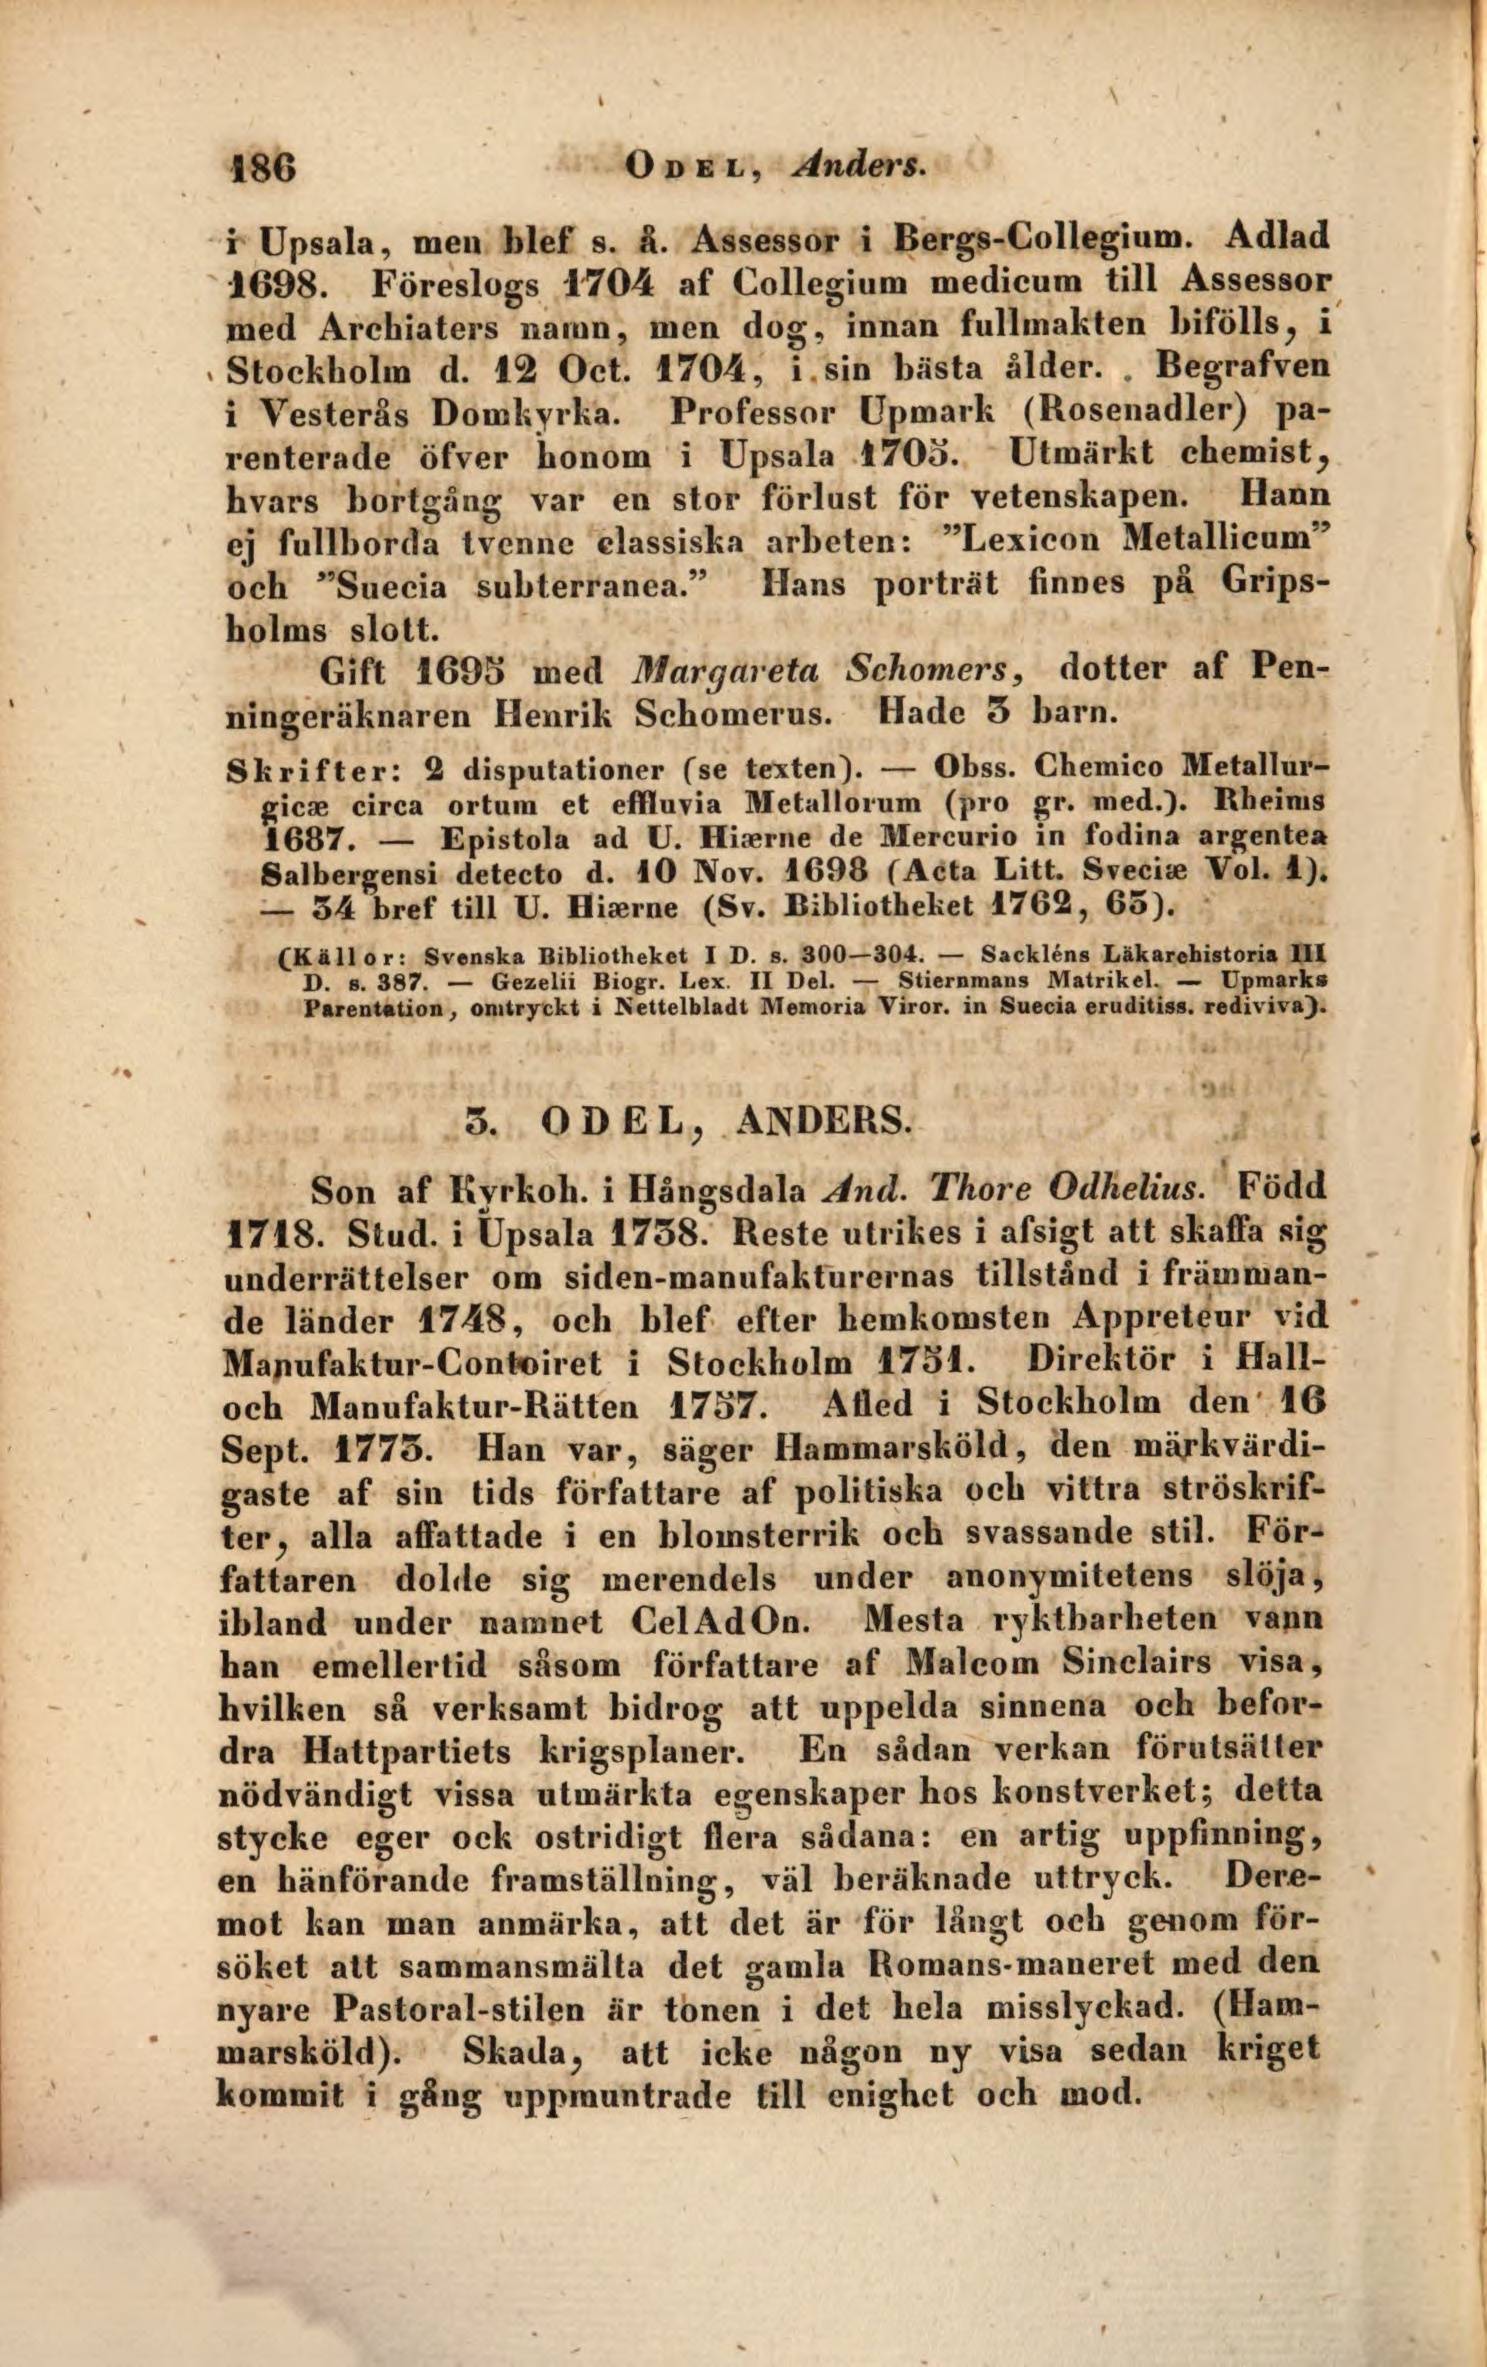 186 ODEL, Anders.
i Upsala, men blef s. å. Assessor i Bergs-Collegium. Adlad
1698. Föreslogs 1704 af Collegium medicum till Assessor
med Archiaters namn, men dog, innan fullmakten bifölls, i
Stockholm d. 12 Oct. 1704, i sin bästa ålder. Begrafven
i Vesterås Domkyrka. Professor Upmark (Rosenadler) pa-
renterade öfver honom i Upsala 1705. Utmärkt chemist,
hvars bortgång var en stor förlust för vetenskapen. Hann
ej fullborda tvenne classiska arbeten: ”Lexicon Metallicum”
och ”Suecia subterranea.” Hans porträt finnes på Grips-
holms slott.
Gift 1695 med Margareta Schomers, dotter af Pen-
ningeräknaren Henrik Schomerus. Hade 3 barn.
Skrifter: 2 disputationer (se texten). — Obss. Chemico Metallur-
gicæ circa ortum et effluvia Metallorum (pro gr. med.). Rheims
1687. — Epistola ad U. Hiærne de Mercurio in fodina argentea
Salbergensi detecto d. 10 Nov. 1698 (Acta Litt. Sveciæ Vol. 1).
— 34 bref till U. Hiærne (Sv. Bibliotheket 1762, 63).
(Källor: Svenska Bibliotheket I D. s. 300—304. — Sackléns Läkarehistoria III
D. s. 387. — Gezelii Biogr. Lex. II Del. — Stiernmans Matrikel. — Upmarks
Parentation, omtryckt i Nettelbladt Memoria Viror. in Suecia eruditiss. rediviva).
3. ODEL, ANDERS.
Son af Kyrkoh. i Hångsdala And. Thore Odhelius. Född
1718. Stud. i Upsala 1738. Reste utrikes i afsigt att skaffa sig
underrättelser om siden-manufakturernas tillstånd i främman-
de länder 1748, och blef efter hemkomsten Appreteur vid
Manufaktur-Contoiret i Stockholm 1751. Direktör i Hall-
och Manufaktur-Rätten 1757. Afled i Stockholm den 16
Sept. 1773. Han var, säger Hammarsköld, den märkvärdi-
gaste af sin tids författare af politiska och vittra ströskrif-
ter, alla affattade i en blomsterrik och svassande stil. För-
fattaren dolde sig merendels under anonymitetens slöja,
ibland under namnet CelAdOn. Mesta ryktbarheten vann
han emellertid såsom författare af Malcom Sinclairs visa,
hvilken så verksamt bidrog att uppelda sinnena och befor-
dra Hattpartiets krigsplaner. En sådan verkan förutsätter
nödvändigt vissa utmärkta egenskaper hos konstverket; detta
stycke eger ock ostridigt flera sådana: en artig uppfinning,
en hänförande framställning, väl beräknade uttryck. Dere-
mot kan man anmärka, att det är för långt och genom för-
söket att sammansmälta det gamla Romans-maneret med den
nyare Pastoral-stilen är tonen i det hela misslyckad. (Ham-
marsköld). Skada, att icke någon ny visa sedan kriget
kommit i gång uppmuntrade till enighet och mod.